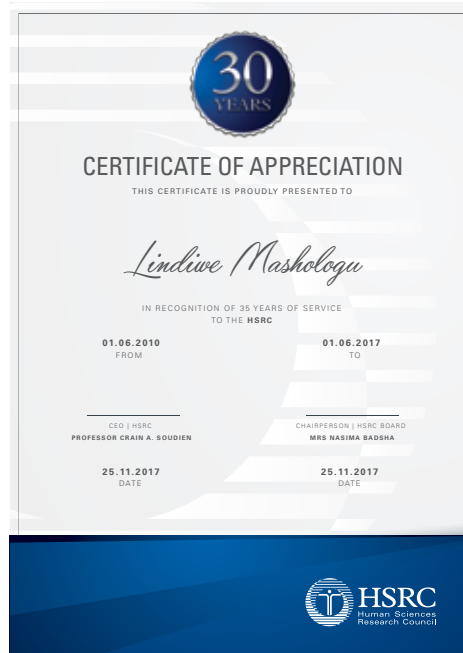 30
YEARS
CERTIFICATE OF APPRECIATION
THIS CERTIFICATE IS PROUDLY PRESENTED TO
Lindiwe Mashologu
IN RECOGNITION OF 35 YEARS OF SERVICE
TO THE HSRC
01.06.2010 01.06.2017
FROM TO
CEO | HSRC CHAIRPERSON | HSRC BOARD
PROFESSOR CRAIN A. SOUDIEN MRS NASIMA BADSHA
25.11.2017 25.11.2017
DATE DATE
HSRC
Human Sciences
Research Council